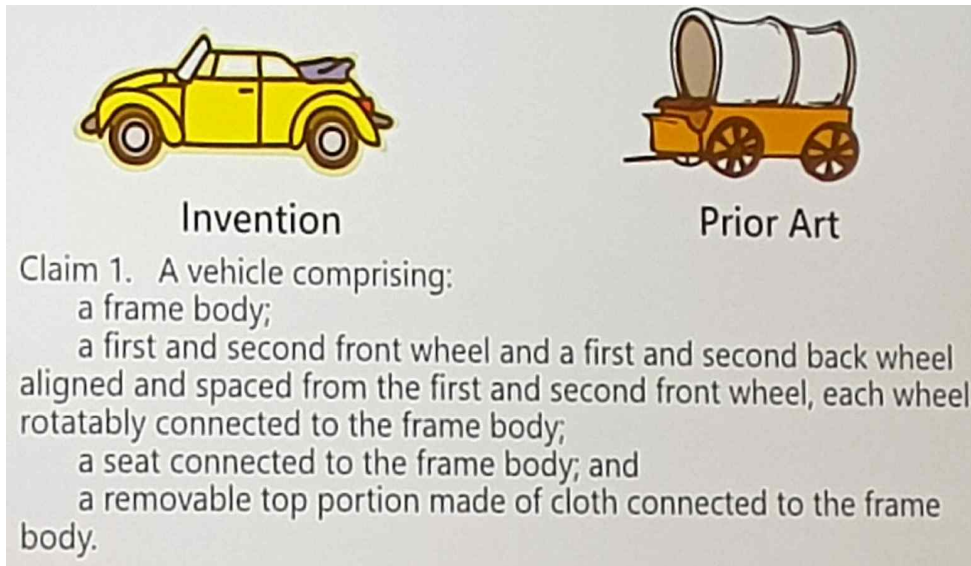 Invention
Prior Art
Claim 1. A vehicle comprising:
a frame body;
a first and second front wheel and a first and second back wheel
aligned and spaced from the first and second front wheel, each wheel
rotatably connected to the frame body;
a seat connected to the frame body; and
a removable top portion made of cloth connected to the frame
body.